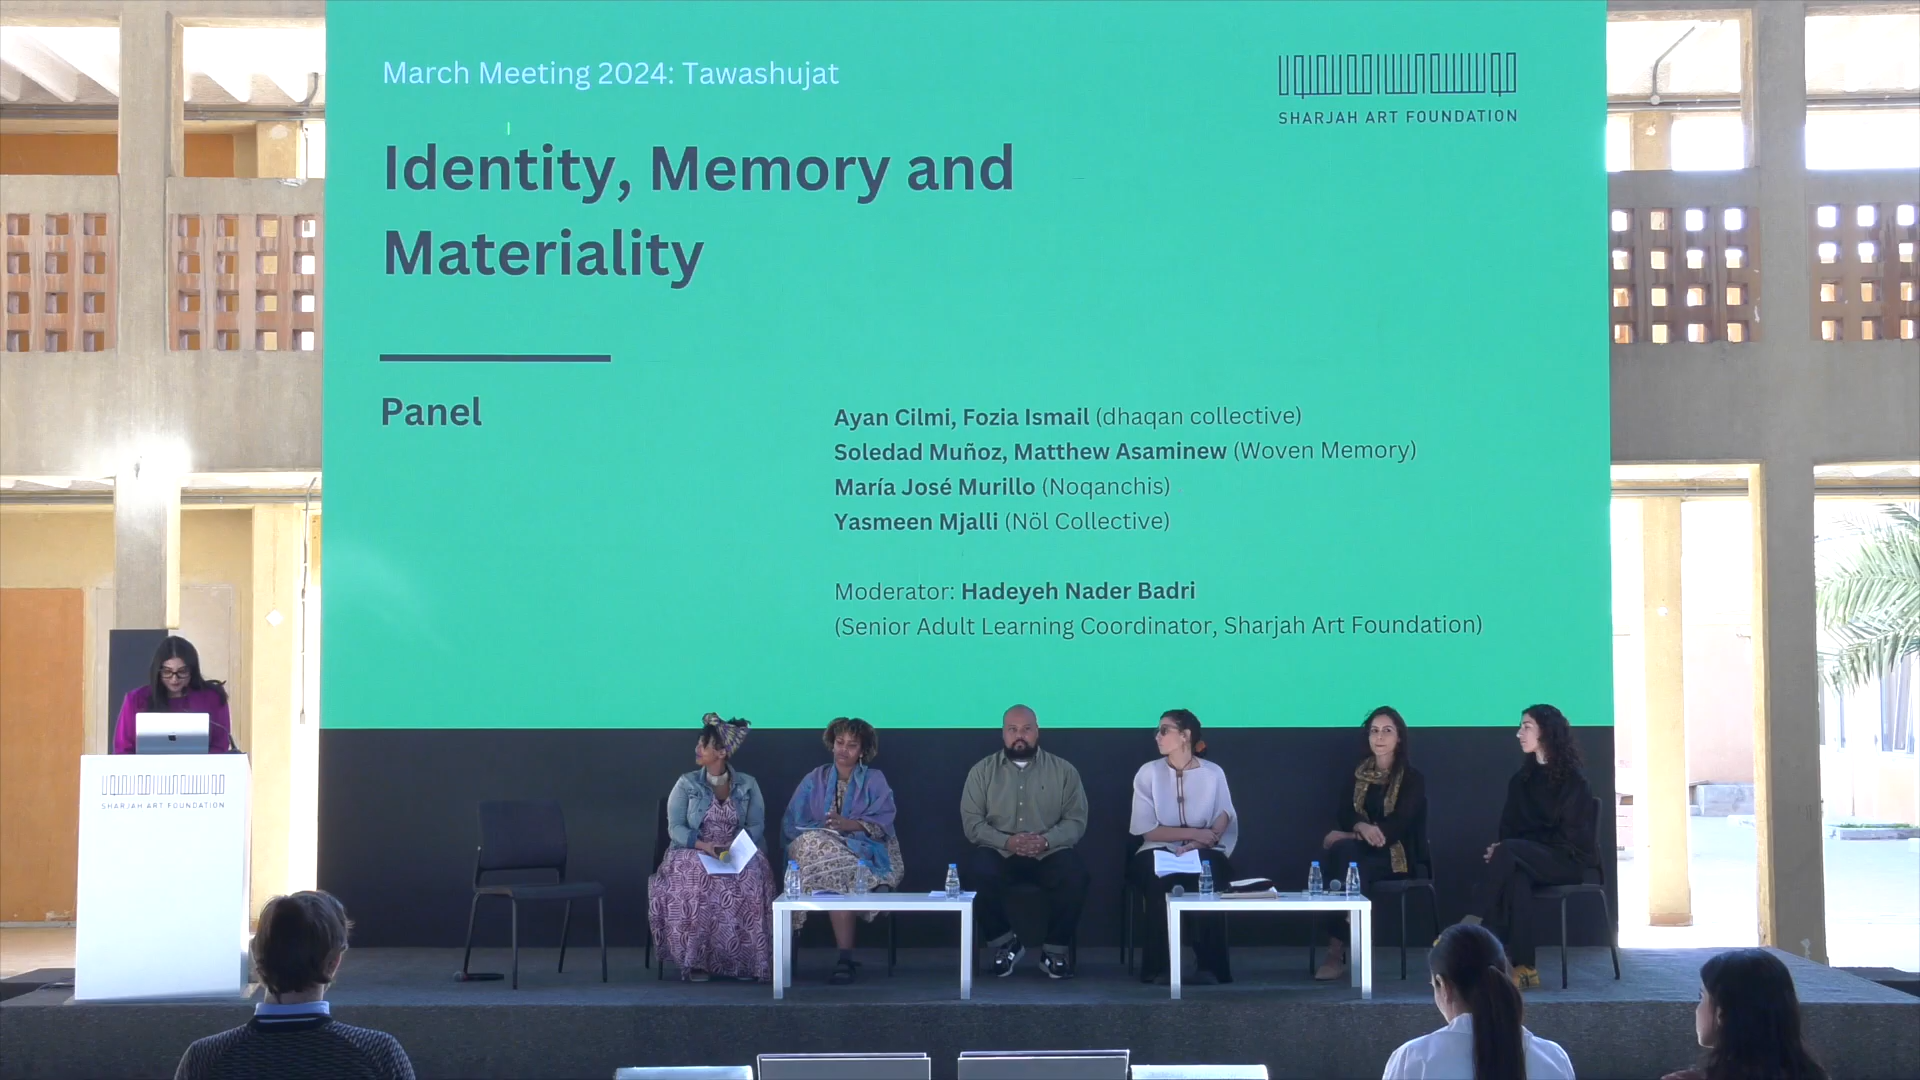 March Meeting 2024: Tawashujat
SHARJAH ART FOUNDATION
Identity, Memory and
Materiality
Panel
Ayan Cilmi, Fozia Ismail (dhaqan collective)
Soledad Muñoz, Matthew Asaminew (Woven Memory)
María José Murillo (Noqanchis)
Yasmeen Mjalli (Nöl Collective)
Moderator: Hadeyeh Nader Badri
(Senior Adult Learning Coordinator, Sharjah Art Foundation)
SHARJAH ART FOUNDATION